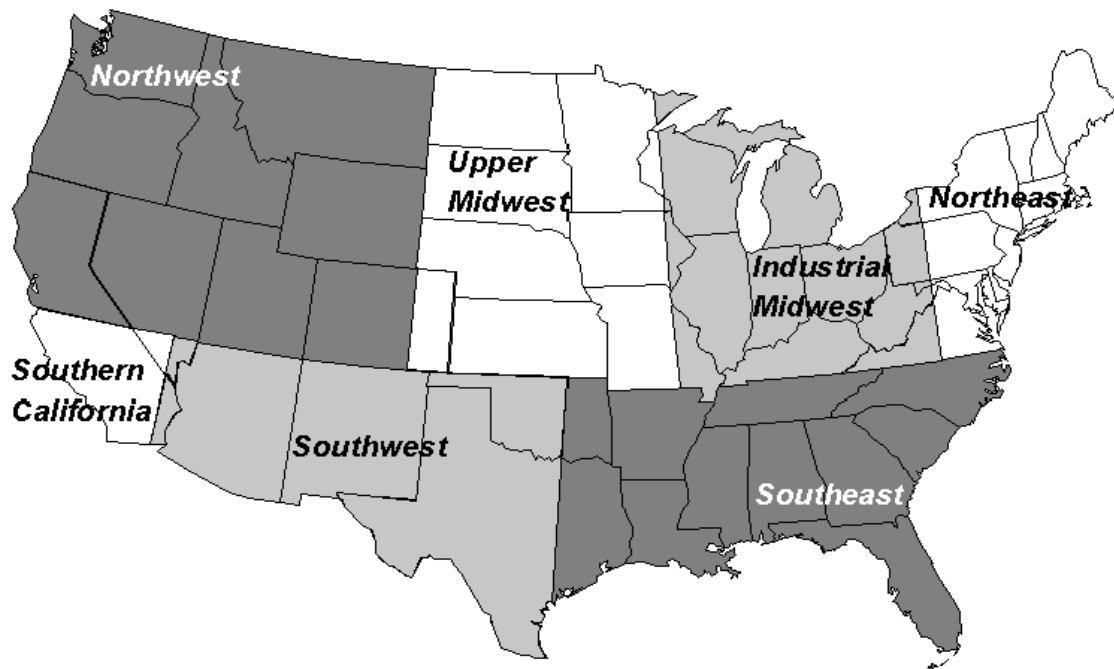 Northwest
Upper
Midwest
Northeast
Industrial
Midwest
Southern
California
Southwest
Southeast